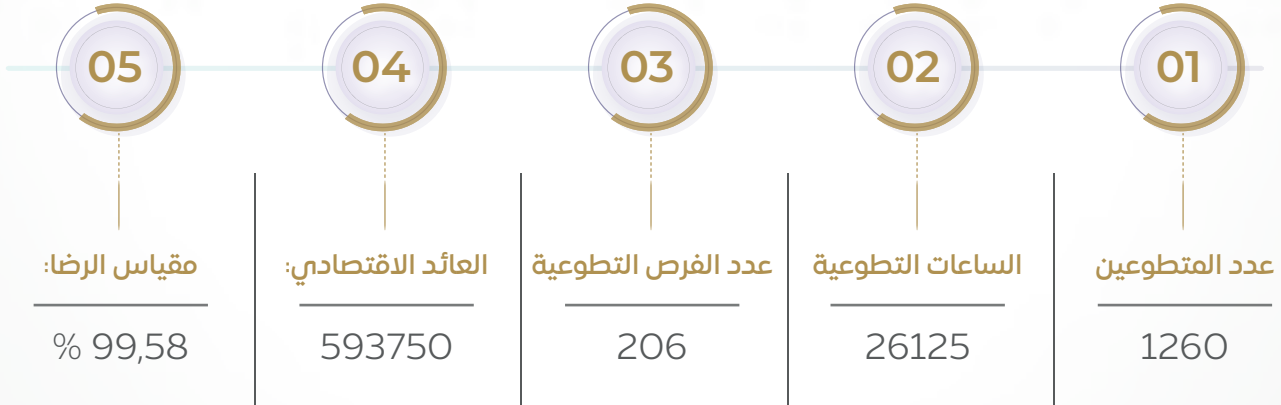 01
عدد المتطوعين
1260
02
الساعات التطوعية
26125
03
عدد الفرص التطوعية
206
04
العائد الاقتصادي:
593750
05
مقياس الرضا:
99,58 %